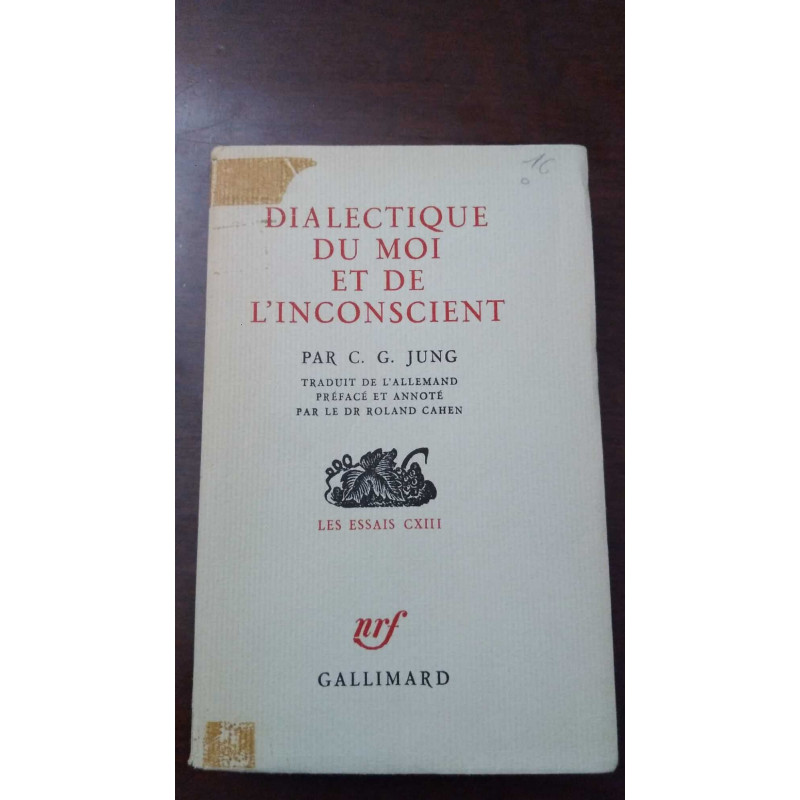 16
DIALECTIQUE
DU MOI
ET DE
L'INCONSCIENT
PAR C. G. JUNG
TRADUIT DE L'ALLEMAND
PRÉFACÉ ET ANNOTÉ
PAR LE DR ROLAND CAHEN
LES ESSAIS CXIII
nrf
GALLIMARD